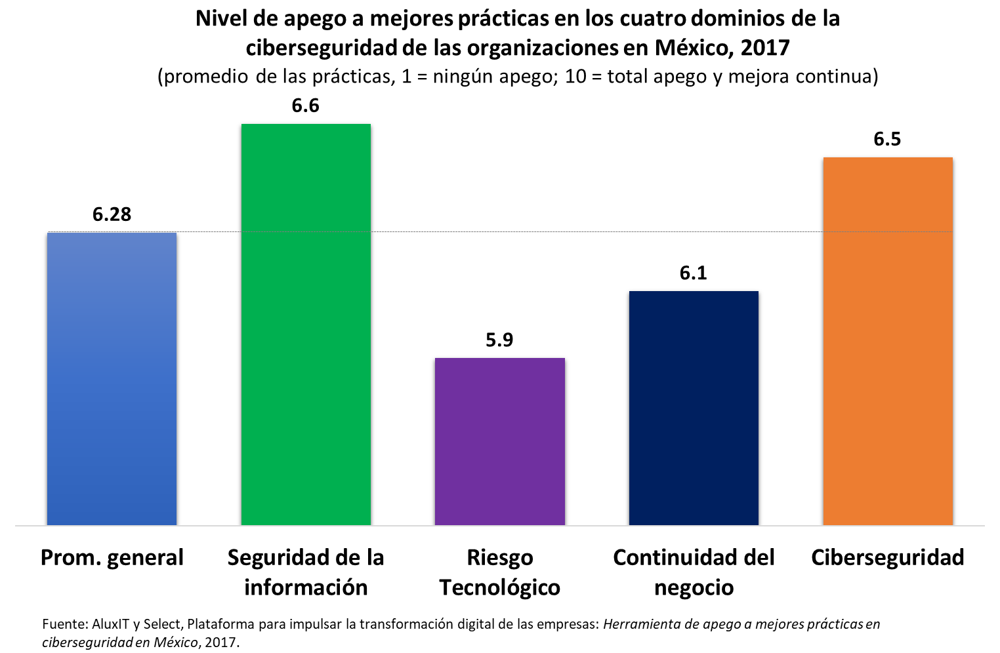 Nivel de apego a mejores prácticas en los cuatro dominios de la
ciberseguridad de las organizaciones en México, 2017
(promedio de las prácticas, 1 = ningún apego; 10 = total apego y mejora continua)
6.28
6.6
5.9
6.1
6.5
Prom. general
Seguridad de la
información
Riesgo
Tecnológico
Continuidad del
negocio
Ciberseguridad
Fuente: AluxIT y Select, Plataforma para impulsar la transformación digital de las empresas: Herramienta de apego a mejores prácticas en
ciberseguridad en México, 2017.